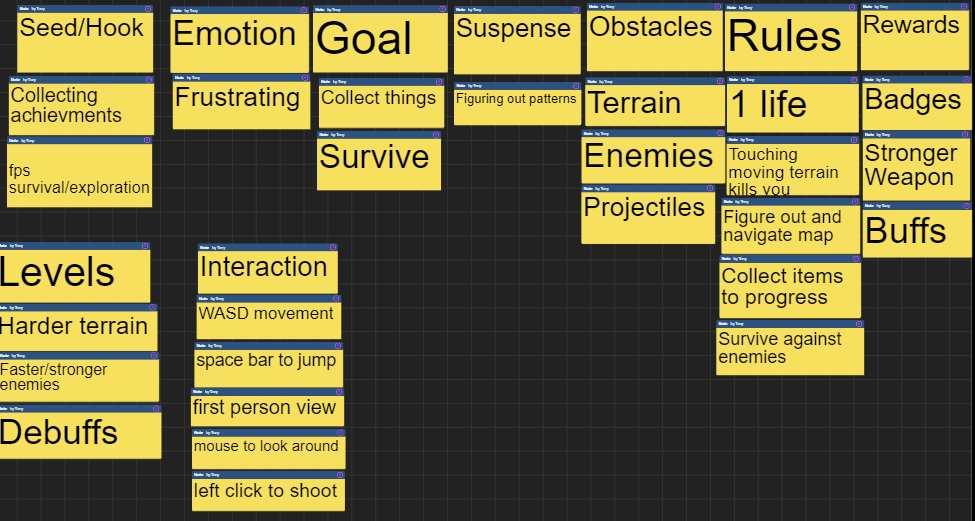 Seed/Hook
Collecting
achievments
fps
survival/exploration
Emotion
Frustrating
Goal
Collect things
Survive
Suspense
Figuring out patterns
Obstacles
Terrain
Enemies
Projectiles
Rules
1 life
Touching
moving terrain
kills you
Figure out and
navigate map
Collect items
to progress
Survive against
enemies
Rewards
Badges
Stronger
Weapon
Buffs
Levels
Harder terrain
Faster/stronger
enemies
Debuffs
Interaction
WASD movement
space bar to jump
first person view
mouse to look around
left click to shoot